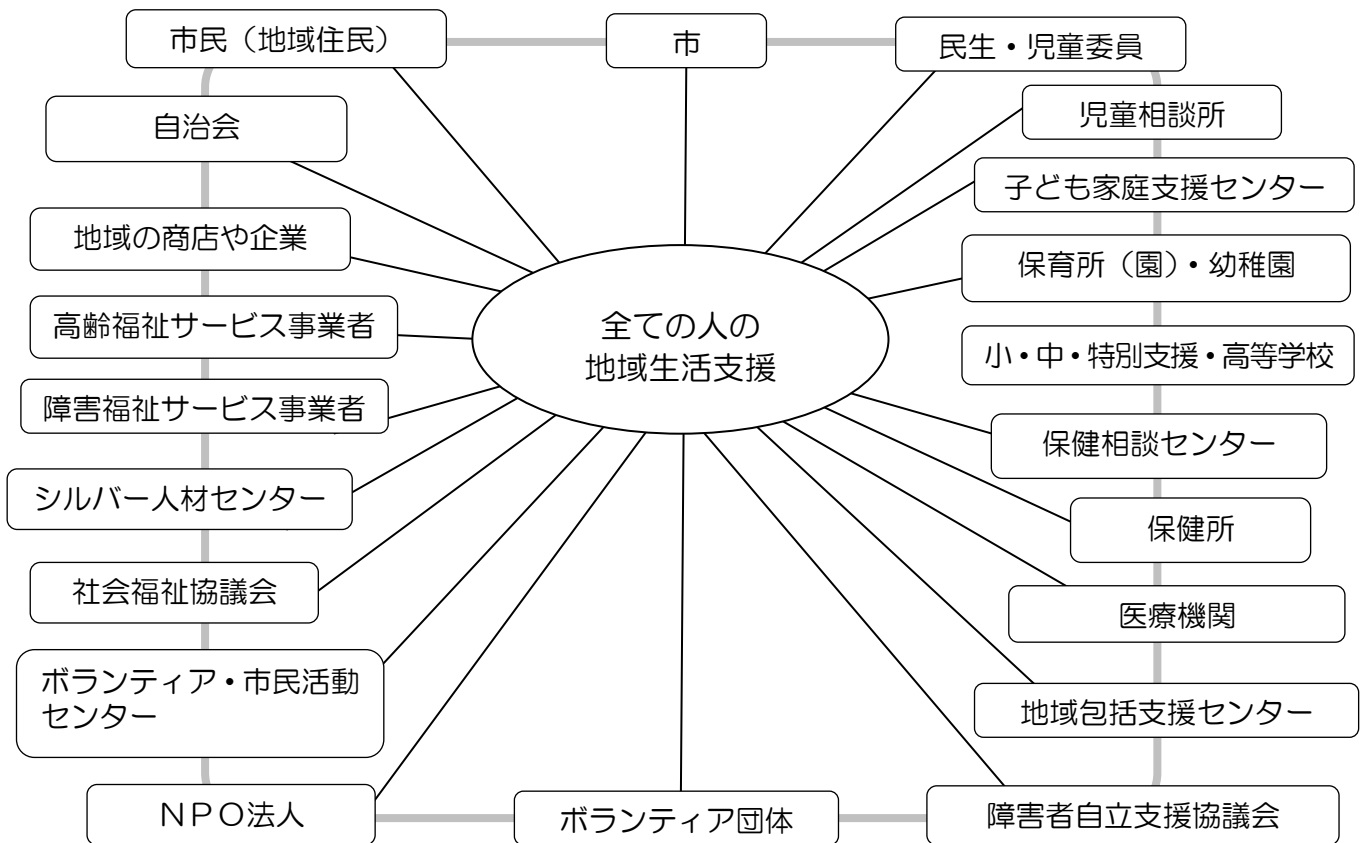 市民（地域住民）
市
民生・児童委員
自治会
児童相談所
子ども家庭支援センター
地域の商店や企業
保育所（園）・幼稚園
高齢福祉サービス事業者
全ての人の
地域生活支援
小・中・特別支援・高等学校
障害福祉サービス事業者
保健相談センター
シルバー人材センター
保健所
社会福祉協議会
医療機関
ボランティア・市民活動
センター
地域包括支援センター
ＮＰＯ法人
ボランティア団体
障害者自立支援協議会